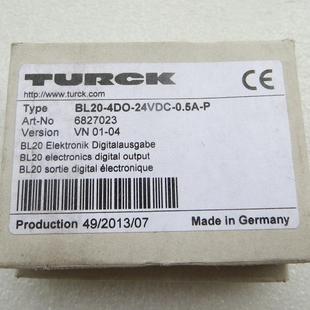 TURCK
CE
http://www.turck.com
Type BL20-4DO-24VDC-0.5A-P
Art-No 6827023
Version VN 01-04
BL20 Elektronik Digitalausgabe
BL20 electronics digital output
BL20 sortie digital électronique
Production 49/2013/07 Made in Germany